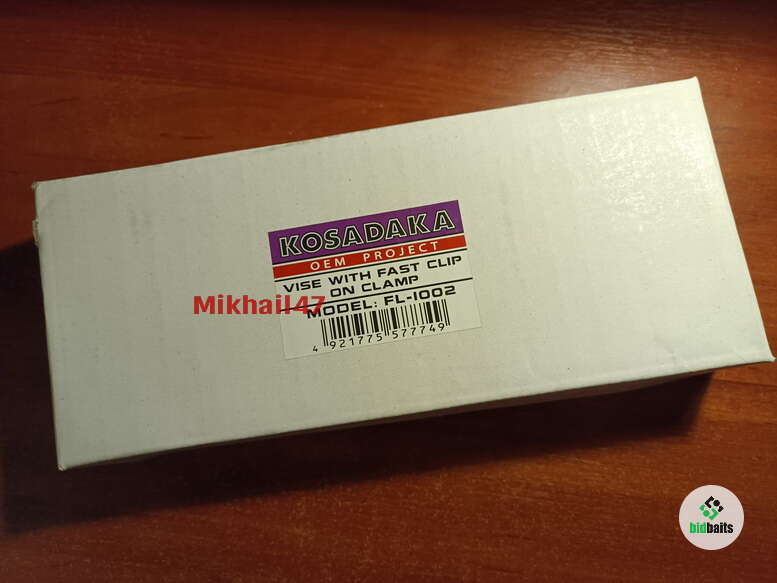 KOSADAKA
OEM PROJECT
VISE WITH FAST CLIP
ON CLAMP
MODEL: FL-1002
4 921775 577749
Mikhail47
bidbaits